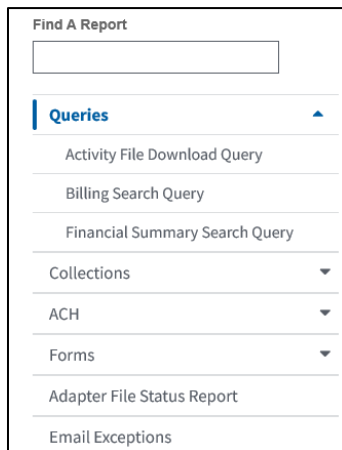 Find A Report
Queries
Activity File Download Query
Billing Search Query
Financial Summary Search Query
Collections
ACH
Forms
Adapter File Status Report
Email Exceptions